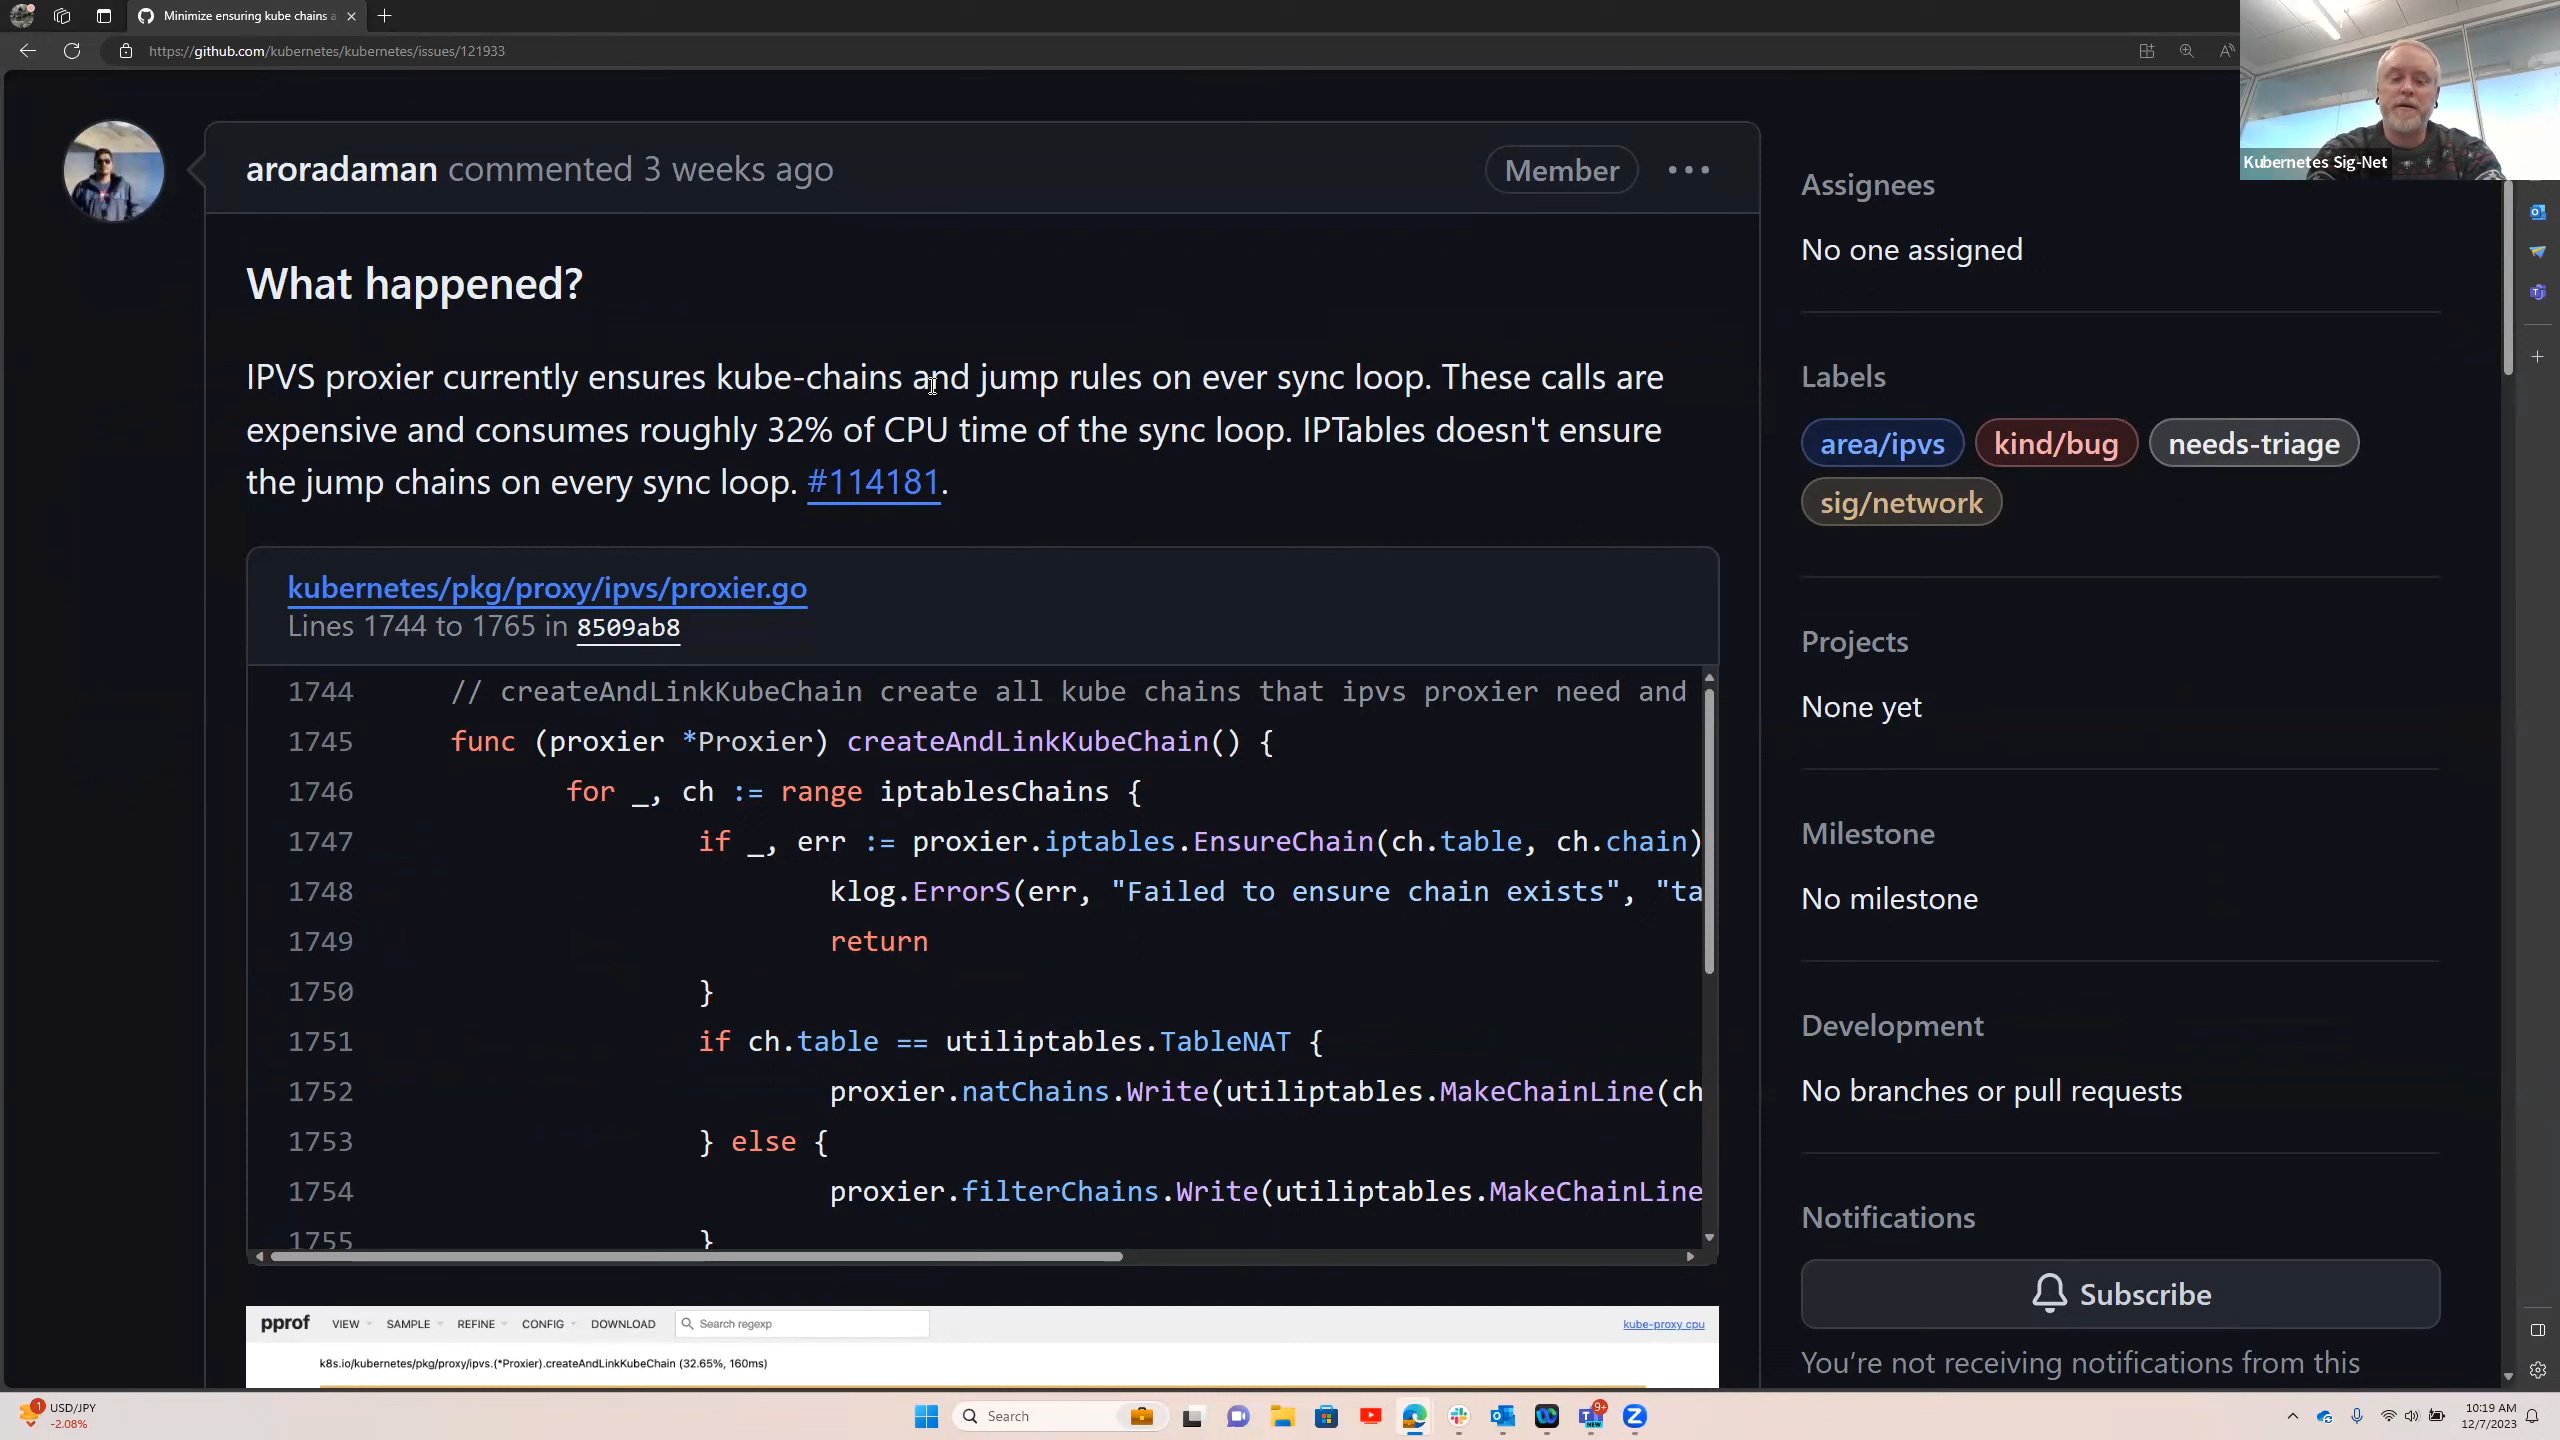 Minimize ensuring kube chains a
https://github.com/kubernetes/kubernetes/issues/121933
Kubernetes Sig-Net
aroradaman commented 3 weeks ago
Member
What happened?
IPVS proxier currently ensures kube-chains and jump rules on ever sync loop. These calls are
expensive and consumes roughly 32% of CPU time of the sync loop. IPTables doesn't ensure
the jump chains on every sync loop. #114181.
kubernetes/pkg/proxy/ipvs/proxier.go
Lines 1744 to 1765 in 8509ab8
1744 // createAndLinkKubeChain create all kube chains that ipvs proxier need and
1745 func (proxier *Proxier) createAndLinkKubeChain() {
1746 for _, ch := range iptablesChains {
1747 if _, err := proxier.iptables.EnsureChain(ch.table, ch.chain)
1748 klog.ErrorS(err, "Failed to ensure chain exists", "ta
1749 return
1750 }
1751 if ch.table == utiliptables.TableNAT {
1752 proxier.natChains.Write(utiliptables.MakeChainLine(ch
1753 } else {
1754 proxier.filterChains.Write(utiliptables.MakeChainLine
1755 }
pprof VIEW SAMPLE REFINE CONFIG DOWNLOAD Search regexp kube-proxy cpu
k8s.io/kubernetes/pkg/proxy/ipvs.(*Proxier).createAndLinkKubeChain (32.65%, 160ms)
Assignees
No one assigned
Labels
area/ipvs kind/bug needs-triage
sig/network
Projects
None yet
Milestone
No milestone
Development
No branches or pull requests
Notifications
Subscribe
You're not receiving notifications from this
1
USD/JPY
-2.08%
Search
9+
NEW
10:19 AM
12/7/2023